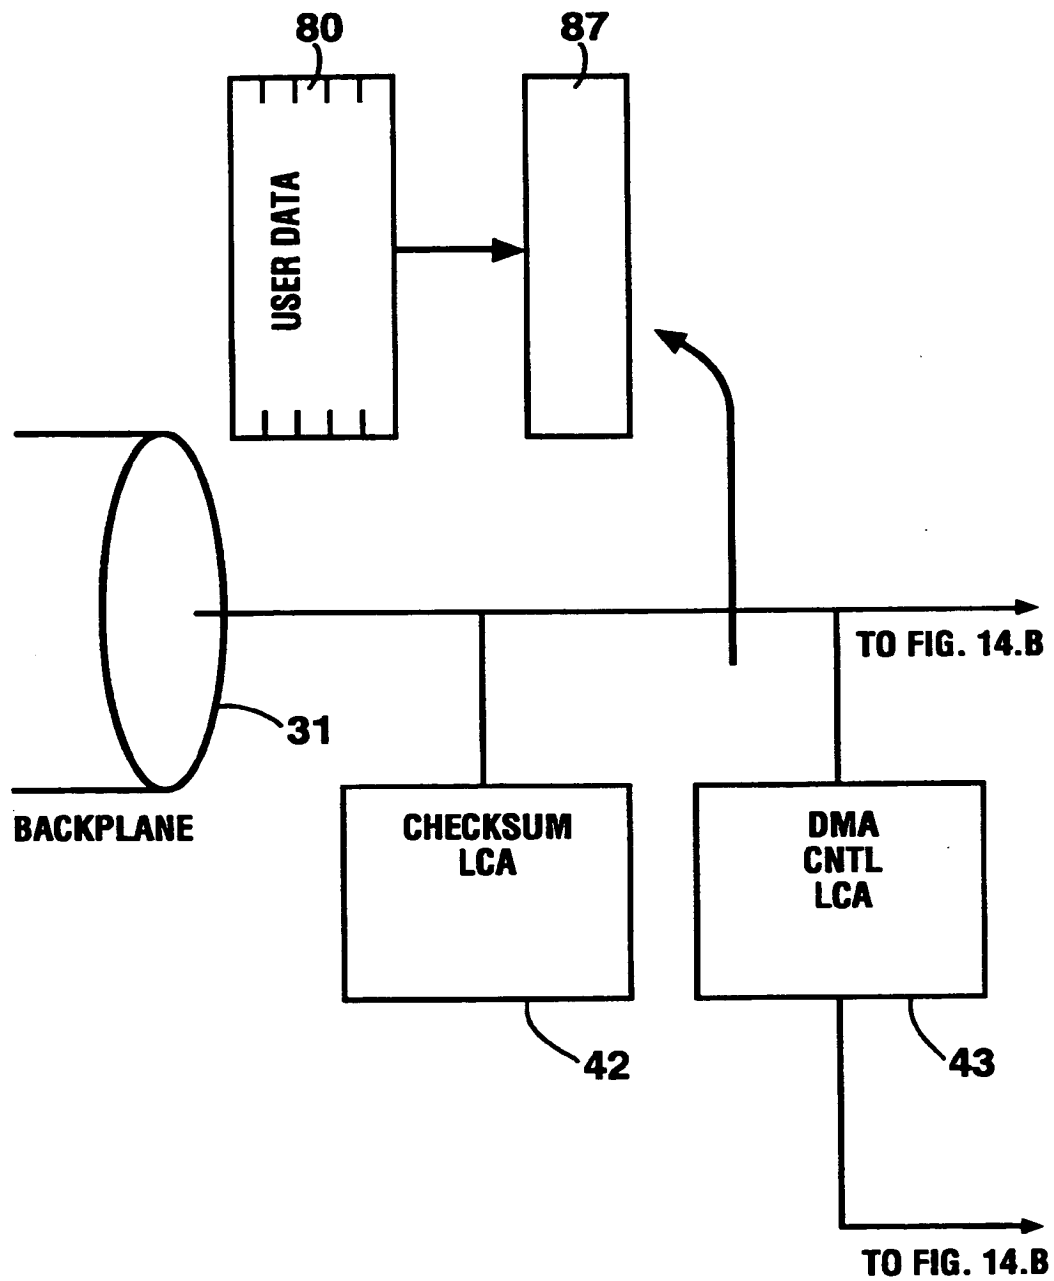 80
87
USER DATA
TO FIG. 14.B
31
BACKPLANE
CHECKSUM
LCA
DMA
CNTL
LCA
42
43
TO FIG. 14.B